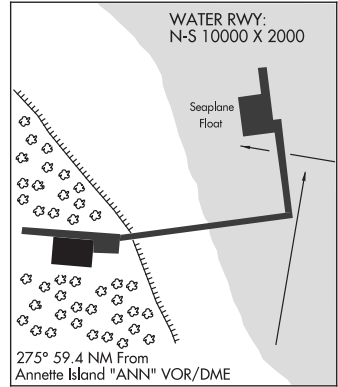 WATER RWY:
N-S 10000 X 2000
Seaplane
Float
275° 59.4 NM From
Annette Island "ANN" VOR/DME